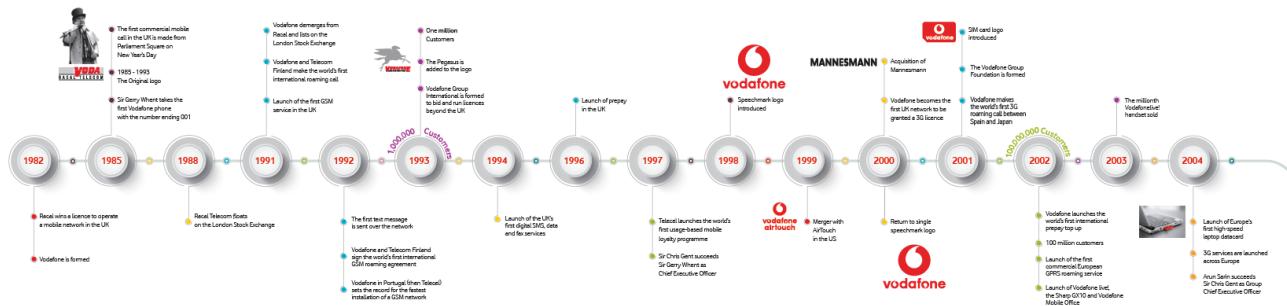 The first commercial mobile
call in the UK is made from
Parliament Square on
New Year's Day
VODA
RACAL-TELECOM
1985 - 1993
The Original logo
Sir Gerry Whent takes the
first Vodafone phone
with the number ending 001
Vodafone demerges from
Racal and lists on the
London Stock Exchange
Vodafone and Telecom
Finland make the world's first
international roaming call
Launch of the first GSM
service in the UK
One million
Customers
The Pegasus is
added to the logo
Vodafone Group
International is formed
to bid and run licences
beyond the UK
Launch of prepay
in the UK
vodafone
Speechmark logo
introduced
MANNESMANN
Acquisition of
Mannesmann
Vodafone becomes the
first UK network to be
granted a 3G licence
vodafone
SIM card logo
introduced
The Vodafone Group
Foundation is formed
Vodafone makes
the world's first 3G
roaming call between
Spain and Japan
The millionth
Vodafonelive!
handset sold
1,000,000 Customers
100,000,000 Customers
1982
1985
1988
1991
1992
1993
1994
1996
1997
1998
1999
2000
2001
2002
2003
2004
Racal wins a licence to operate
a mobile network in the UK
Vodafone is formed
Racal Telecom floats
on the London Stock Exchange
The first text message
is sent over the network
Vodafone and Telecom Finland
sign the world's first international
GSM roaming agreement
Vodafone in Portugal (then Telecel)
sets the record for the fastest
installation of a GSM network
Launch of the UK's
first digital SMS, data
and fax services
Telecel launches the world's
first usage-based mobile
loyalty programme
Sir Chris Gent succeeds
Sir Gerry Whent as
Chief Executive Officer
vodafone
airtouch
Merger with
AirTouch
in the US
Return to single
speechmark logo
vodafone
Vodafone launches the
world's first international
prepay top up
100 million customers
Launch of the first
commercial European
GPRS roaming service
Launch of Vodafone live!,
the Sharp GX10 and Vodafone
Mobile Office
Launch of Europe's
first high-speed
laptop datacard
3G services are launched
across Europe
Arun Sarin succeeds
Sir Chris Gent as Group
Chief Executive Officer